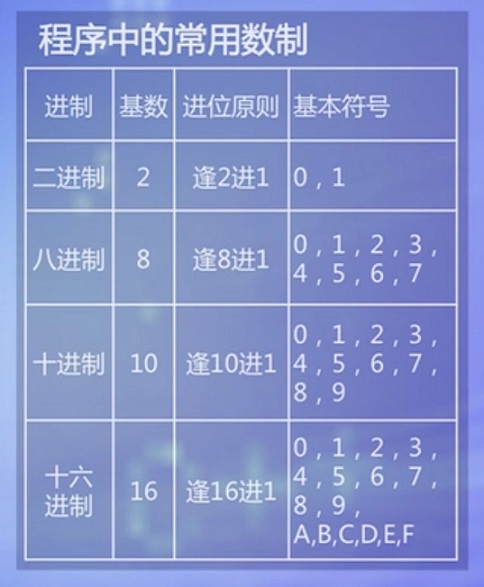 程序中的常用数制
进制 基数 进位原则 基本符号
二进制 2 逢2进1 0，1
八进制 8 逢8进1 0，1，2，3，
4，5，6，7
十进制 10 逢10进1 0，1，2，3，
4，5，6，7，
8，9
十六
进制 16 逢16进1 0，1，2，3，
4，5，6，7，
8，9，
A,B,C,D,E,F